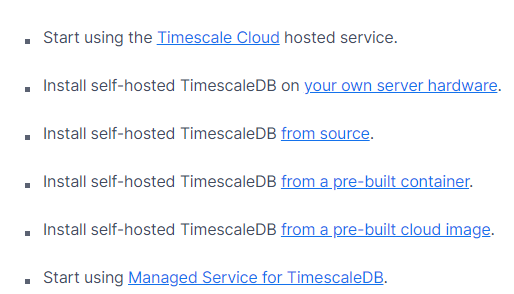 Start using the Timescale Cloud hosted service.
Install self-hosted TimescaleDB on your own server hardware.
Install self-hosted TimescaleDB from source.
Install self-hosted TimescaleDB from a pre-built container.
Install self-hosted TimescaleDB from a pre-built cloud image.
Start using Managed Service for TimescaleDB.